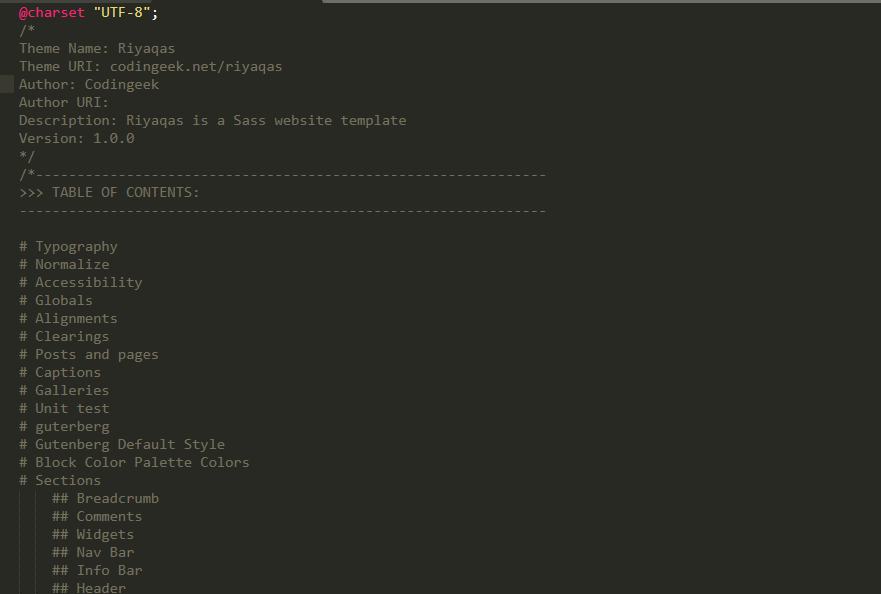 @charset "UTF-8";
/*
Theme Name: Riyaqas
Theme URI: codingeek.net/riyaqas
Author: Codingeek
Author URI:
Description: Riyaqas is a Sass website template
Version: 1.0.0
*/
/*--------------------------------------------------------------
>>> TABLE OF CONTENTS:
----------------------------------------------------------------
# Typography
# Normalize
# Accessibility
# Globals
# Alignments
# Clearings
# Posts and pages
# Captions
# Galleries
# Unit test
# guterberg
# Gutenberg Default Style
# Block Color Palette Colors
# Sections
## Breadcrumb
## Comments
## Widgets
## Nav Bar
## Info Bar
## Header